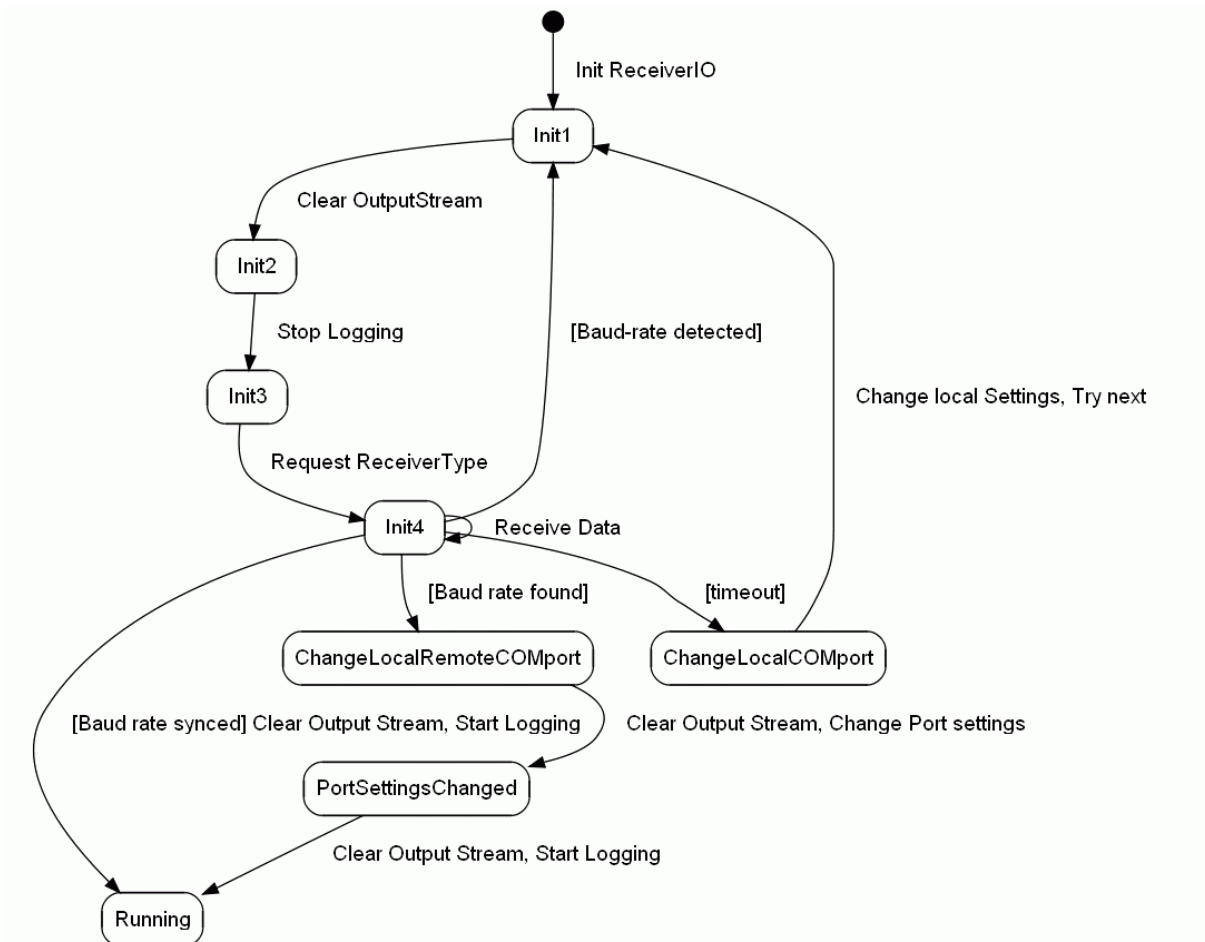 Init ReceiverIO
Init1
Clear OutputStream
Init2
Stop Logging
[Baud-rate detected]
Init3
Change local Settings, Try next
Request ReceiverType
Init4
Receive Data
[Baud rate found]
[timeout]
ChangeLocalRemoteCOMport
ChangeLocalCOMport
[Baud rate synced] Clear Output Stream, Start Logging
Clear Output Stream, Change Port settings
PortSettingsChanged
Clear Output Stream, Start Logging
Running